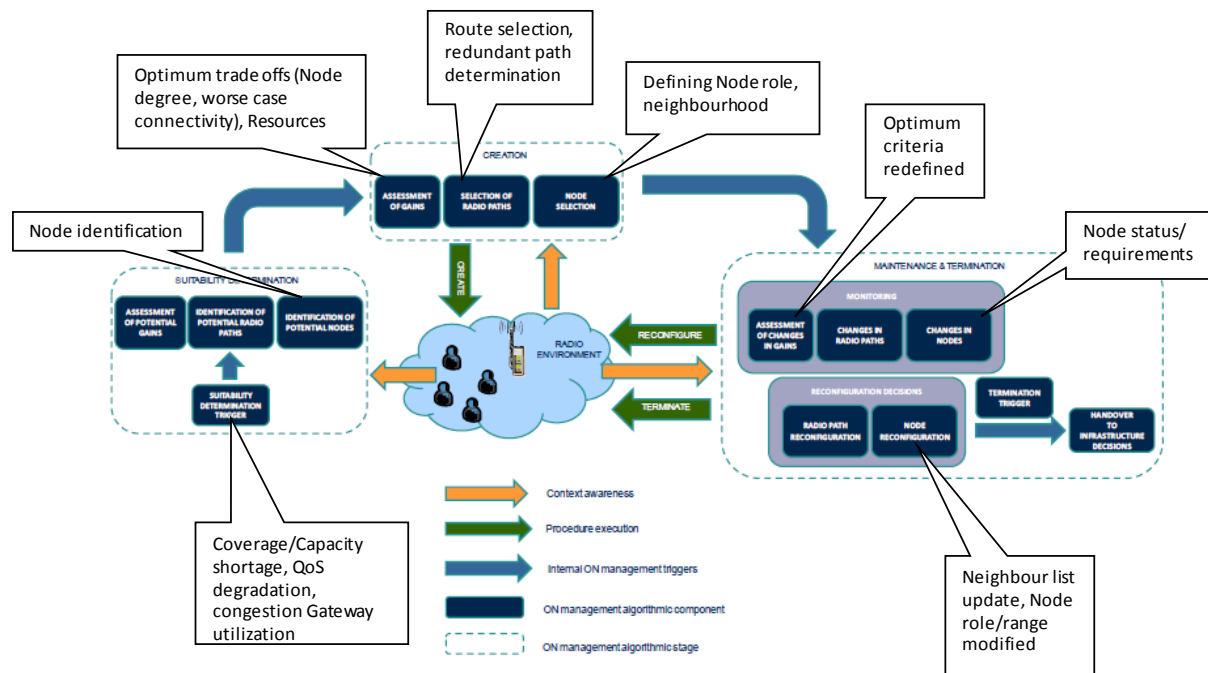 Route selection,
redundant path
determination
Optimum trade offs (Node
degree, worse case
connectivity), Resources
Defining Node role,
neighbourhood
Optimum
criteria
redefined
Node identification
Node status/
requirements
CREATION
ASSESSMENT
OF GAINS
SELECTION OF
RADIO PATHS
NODE
SELECTION
SUITABILITY DETERMINATION
ASSESSMENT
OF POTENTIAL
GAINS
IDENTIFICATION OF
POTENTIAL RADIO
PATHS
IDENTIFICATION OF
POTENTIAL NODES
SUITABILITY
DETERMINATION
TRIGGER
CREATE
RADIO
ENVIRONMENT
RECONFIGURE
TERMINATE
MAINTENANCE & TERMINATION
MONITORING
ASSESSMENT
OF CHANGES
IN GAINS
CHANGES IN
RADIO PATHS
CHANGES IN
NODES
RECONFIGURATION DECISIONS
RADIO PATH
RECONFIGURATION
NODE
RECONFIGURATION
TERMINATION
TRIGGER
HANDOVER
TO
INFRASTRUCTURE
DECISIONS
Coverage/Capacity
shortage, QoS
degradation,
congestion Gateway
utilization
Context awareness
Procedure execution
Internal ON management triggers
ON management algorithmic component
ON management algorithmic stage
Neighbour list
update, Node
role/range
modified